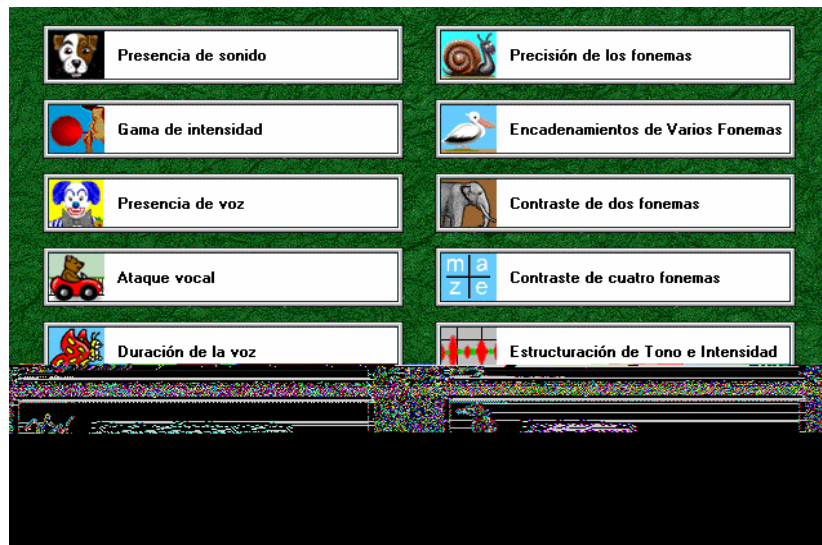 Presencia de sonido
Gama de intensidad
Presencia de voz
Ataque vocal
Duración de la voz
Precisión de los fonemas
Encadenamientos de Varios Fonemas
Contraste de dos fonemas
m a
z e
Contraste de cuatro fonemas
Estructuración de Tono e Intensidad